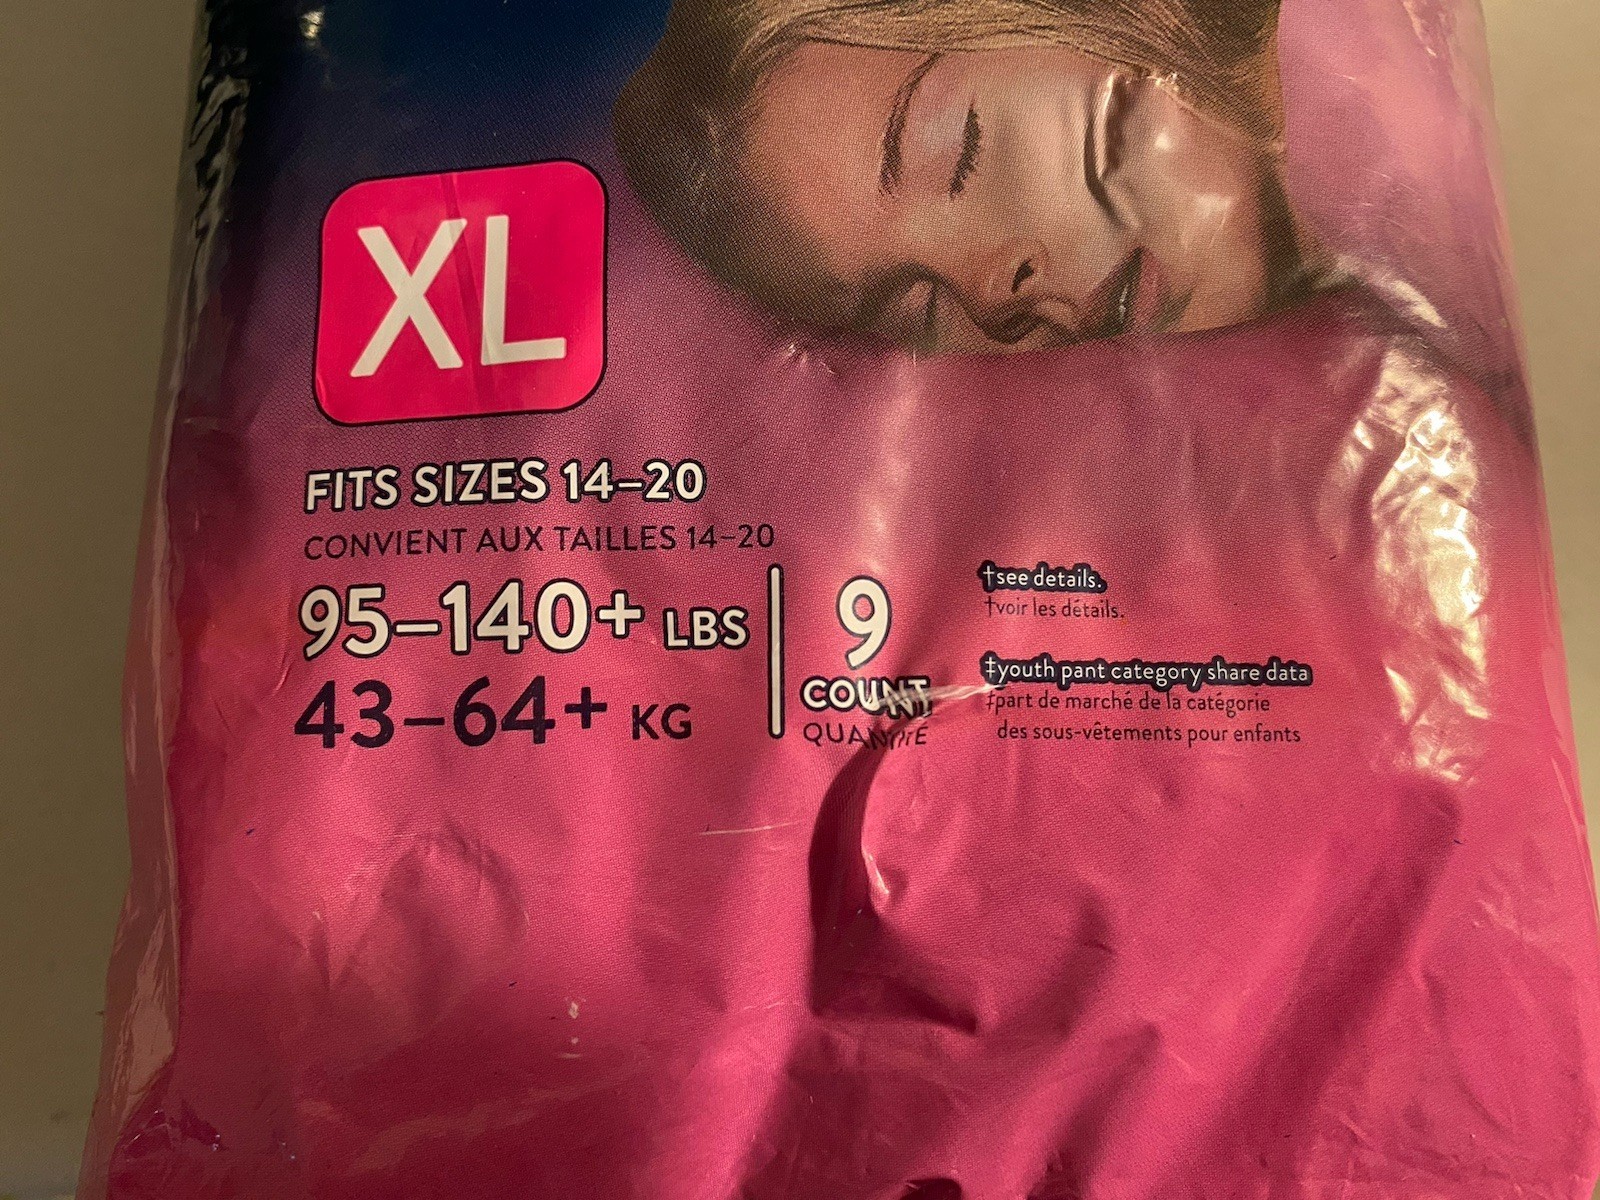 XL
FITS SIZES 14–20
CONVIENT AUX TAILLES 14–20
95–140+ LBS
43–64+ KG
9
COUNT
QUANTITÉ
†see details.
†voir les détails.
‡youth pant category share data
‡part de marché de la catégorie
des sous-vêtements pour enfants